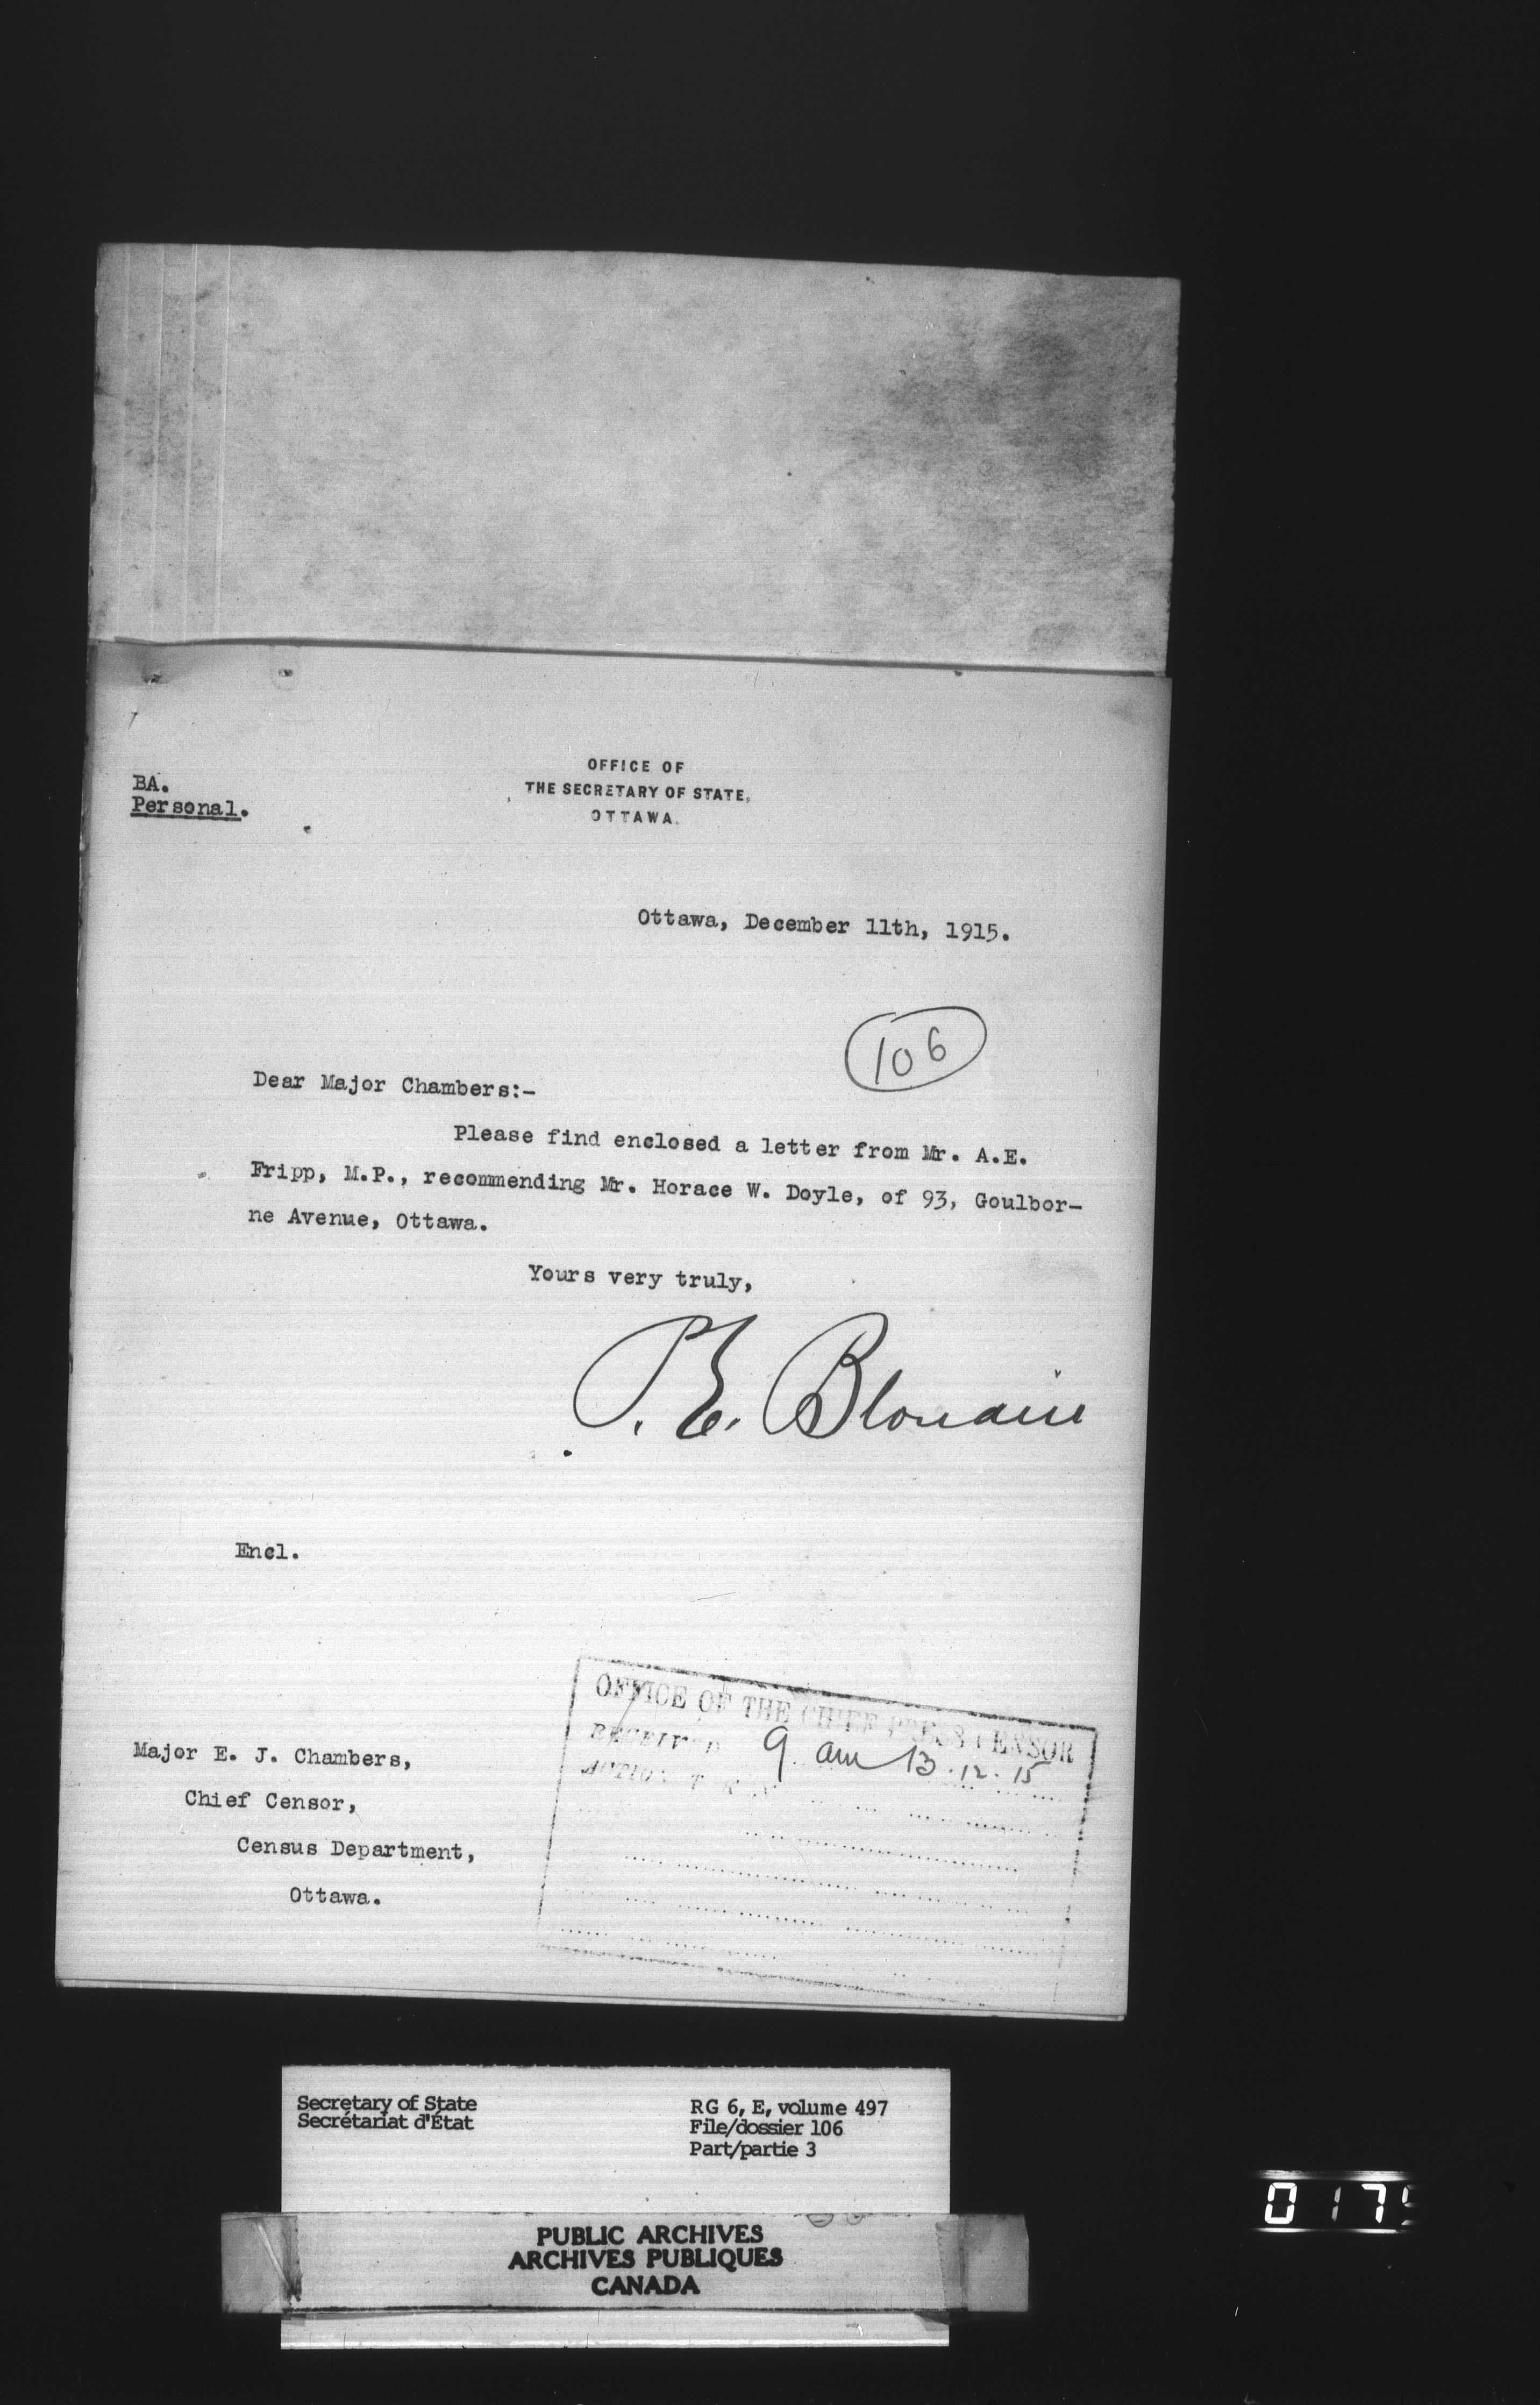 BA.
Personal.
OFFICE OF
THE SECRETARY OF STATE,
OTTAWA.
Ottawa, December 11th, 1915.
106
Dear Major Chambers:-
Please find enclosed a letter from Mr. A.E.
Fripp, M.P., recommending Mr. Horace W. Doyle, of 93, Goulbor-
ne Avenue, Ottawa.
Yours very truly,
P. E. Blondin
Encl.
Major E. J. Chambers,
Chief Censor,
Census Department,
Ottawa.
OFFICE OF THE CHIEF PRESS CENSOR
RECEIVED 9 am 13.12.15
ACTION TAKEN
Secretary of State
Secrétariat d'État
RG 6, E, volume 497
File/dossier 106
Part/partie 3
PUBLIC ARCHIVES
ARCHIVES PUBLIQUES
CANADA
0175